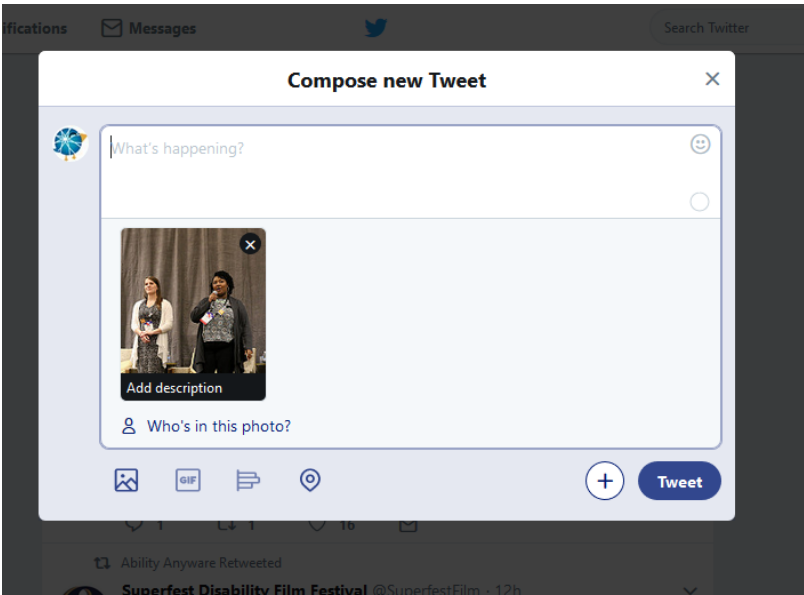 ifications Messages Search Twitter
Compose new Tweet
What's happening?
Add description
Who's in this photo?
GIF
Tweet
1 1 16
Ability Anyware Retweeted
Superfest Disability Film Festival @SuperfestFilm · 12h